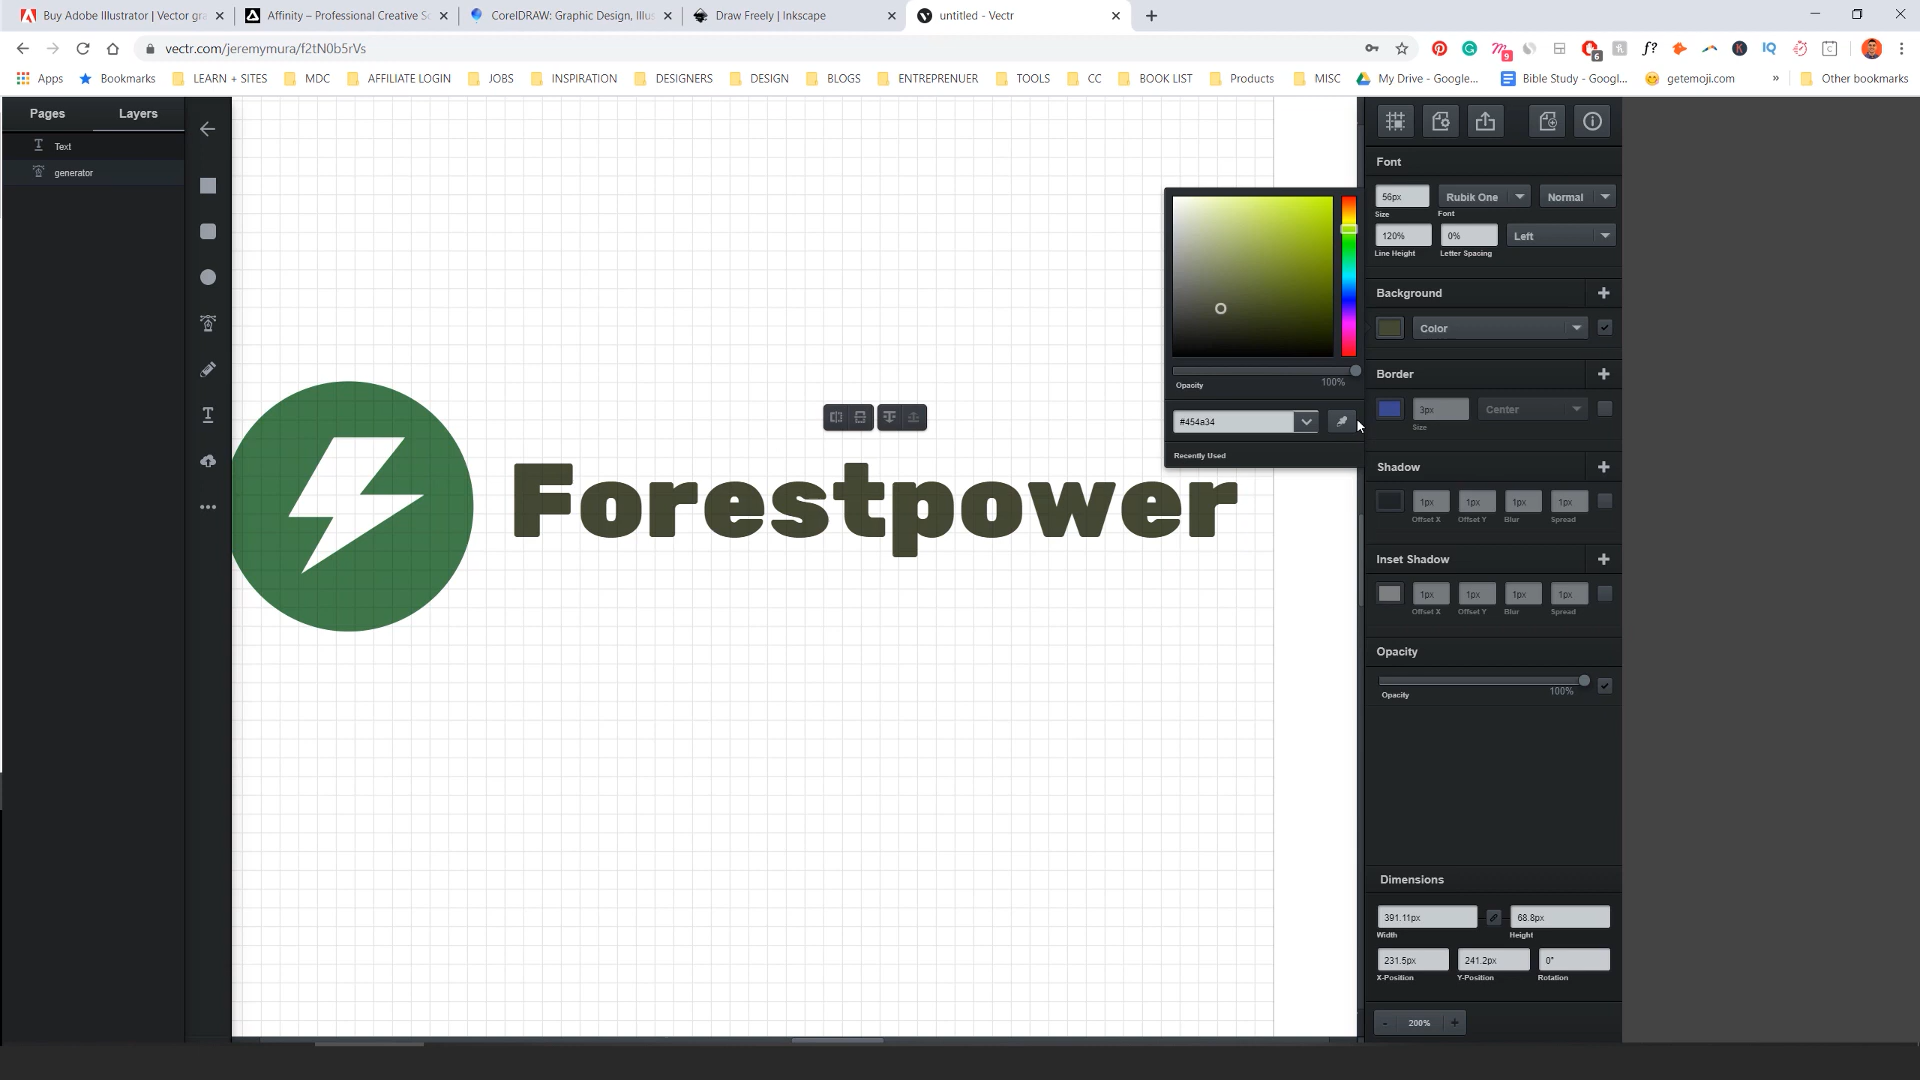 Buy Adobe Illustrator | Vector gra
Affinity – Professional Creative So
CorelDRAW: Graphic Design, Illus
Draw Freely | Inkscape
untitled - Vectr
vectr.com/jeremymura/f2tN0b5rVs
9
6
f?
IQ
Apps
Bookmarks
LEARN + SITES
MDC
AFFILIATE LOGIN
JOBS
INSPIRATION
DESIGNERS
DESIGN
BLOGS
ENTREPRENUER
TOOLS
CC
BOOK LIST
Products
MISC
My Drive - Google...
Bible Study - Googl...
getemoji.com
»
Other bookmarks
Pages
Layers
Text
generator
Forestpower
Opacity
100%
#454a34
Recently Used
Font
56px
Rubik One
Normal
Size
Font
120%
0%
Left
Line Height
Letter Spacing
Background
Color
Border
3px
Center
Size
Shadow
1px
1px
1px
1px
Offset X
Offset Y
Blur
Spread
Inset Shadow
1px
1px
1px
1px
Offset X
Offset Y
Blur
Spread
Opacity
100%
Opacity
Dimensions
391.11px
68.8px
Width
Height
231.5px
241.2px
0°
X-Position
Y-Position
Rotation
- 200% +